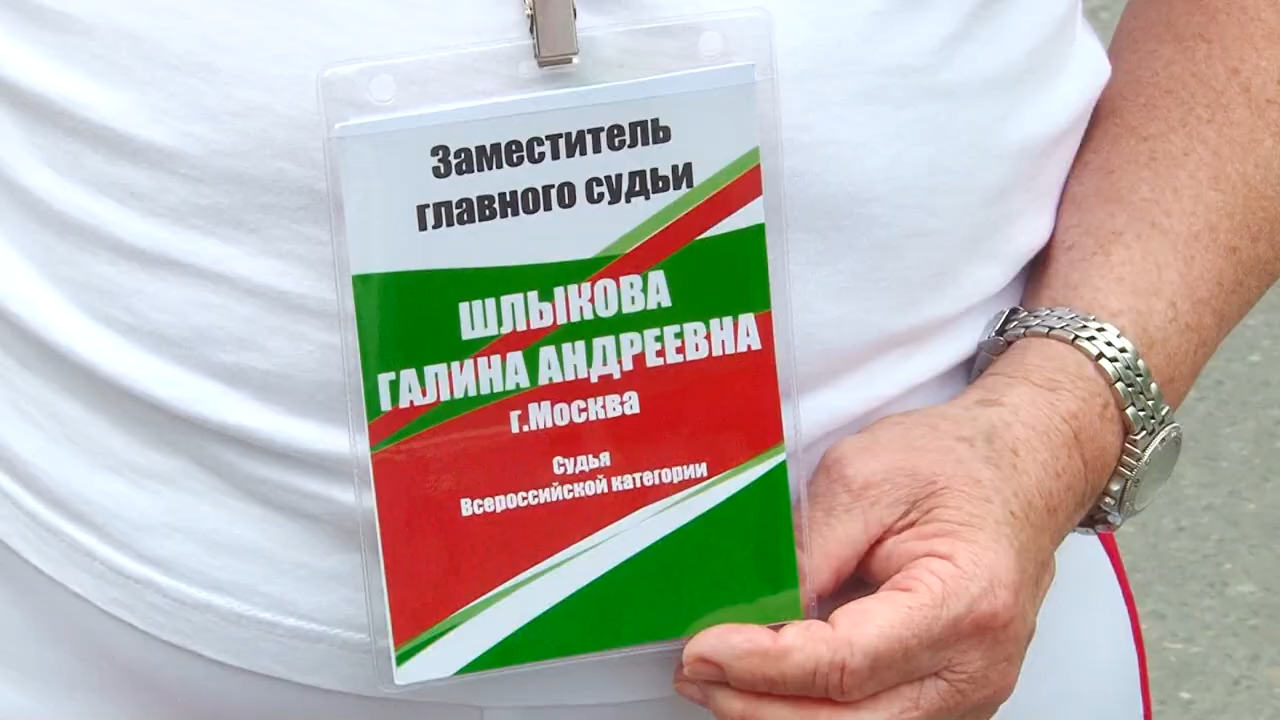 Заместитель
главного судьи
ШЛЫКОВА
ГАЛИНА АНДРЕЕВНА
г.Москва
Судья
Всероссийской категории